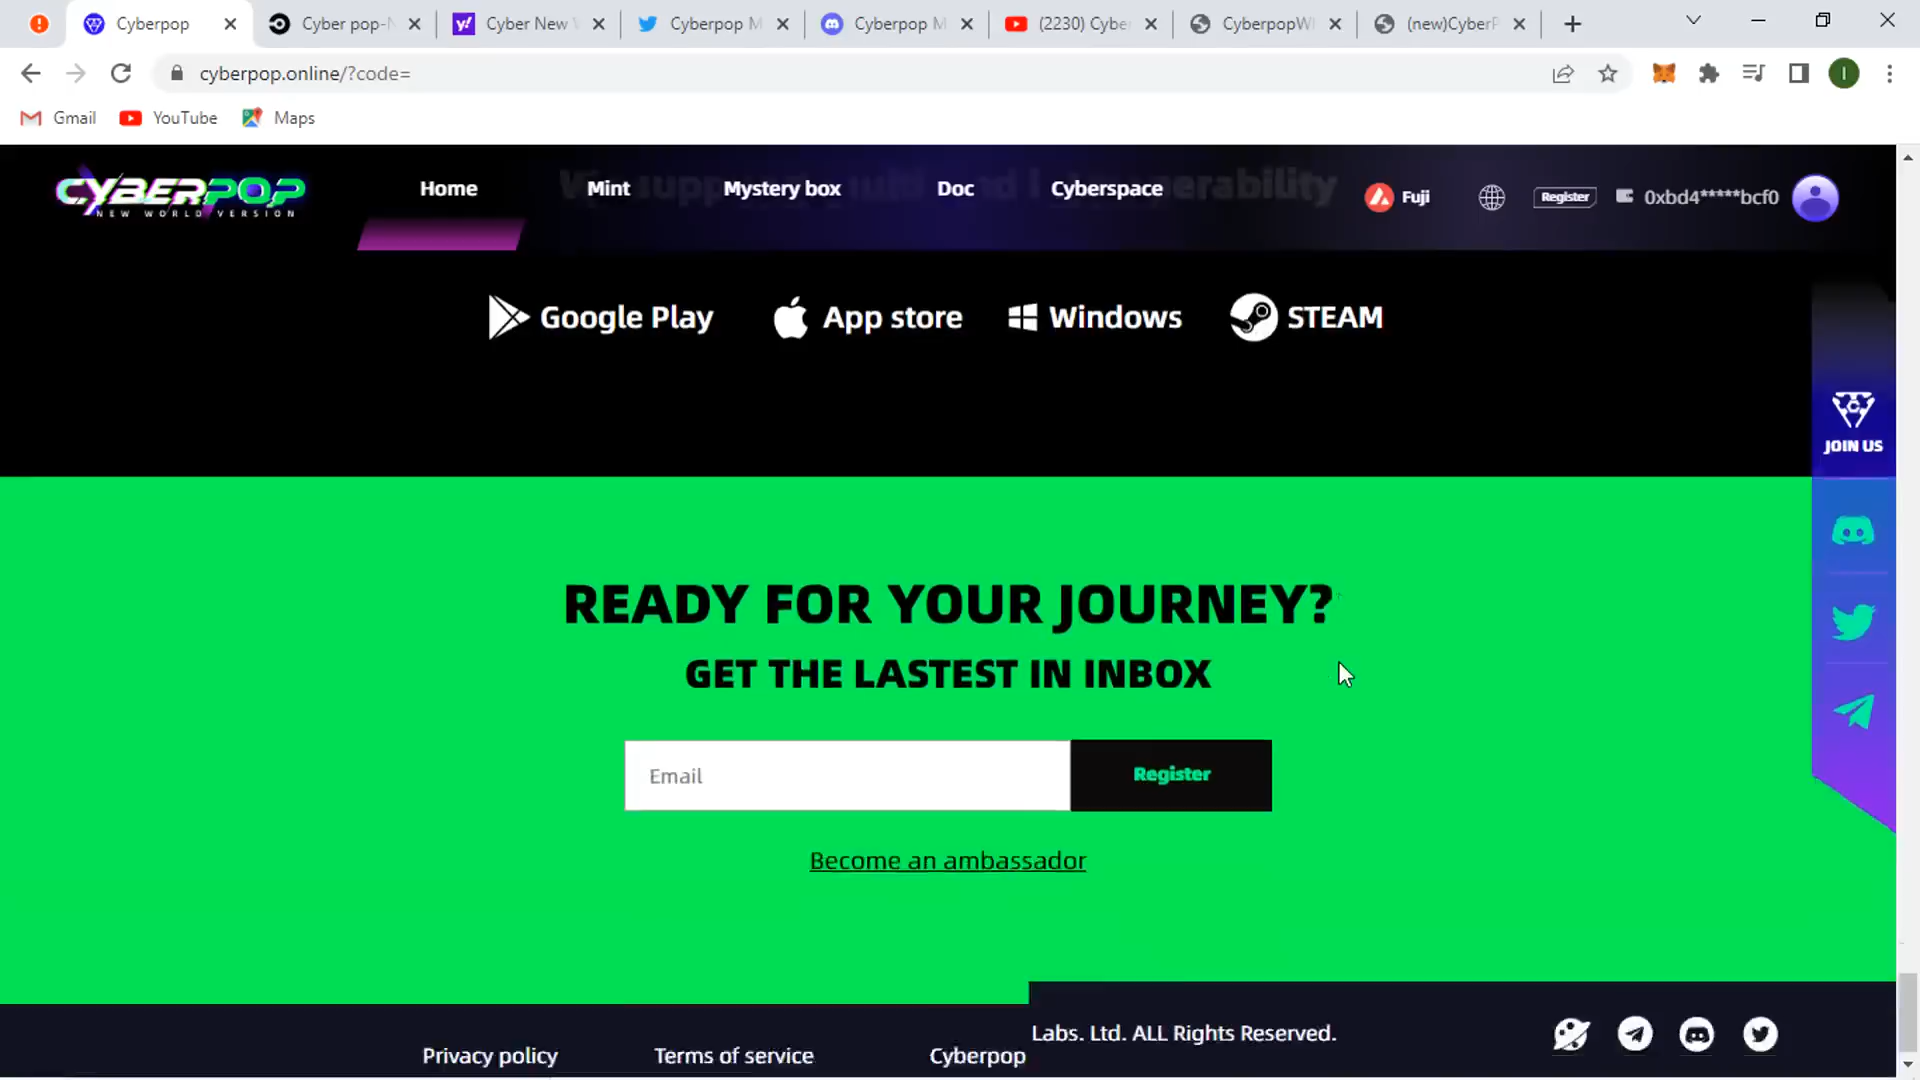 Cyberpop
Cyber pop-N
Cyber New W
Cyberpop M
Cyberpop M
(2230) Cybe
CyberpopW
(new)CyberP
cyberpop.online/?code=
Gmail
YouTube
Maps
CYBERPOP
NEW WORLD VERSION
Home
Mint
Mystery box
Doc
Cyberspace
Fuji
Register
0xbd4*****bcf0
Google Play
App store
Windows
STEAM
JOIN US
READY FOR YOUR JOURNEY?
GET THE LASTEST IN INBOX
Email
Register
Become an ambassador
Labs. Ltd. ALL Rights Reserved.
Privacy policy
Terms of service
Cyberpop